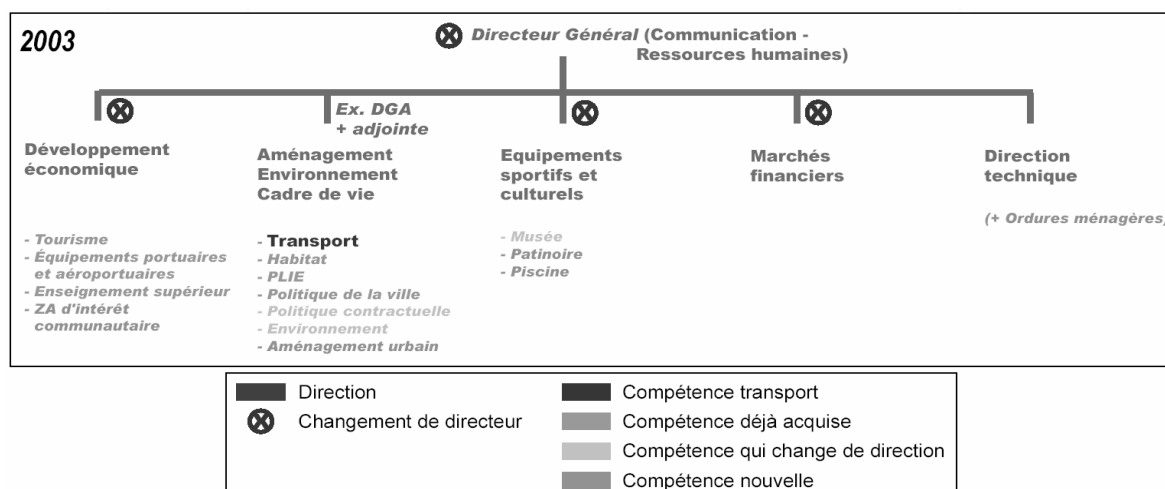 2003
Directeur Général (Communication -
Ressources humaines)
Ex. DGA
+ adjointe
Développement
économique
Aménagement
Environnement
Cadre de vie
Equipements
sportifs et
culturels
Marchés
financiers
Direction
technique
- Tourisme
- Équipements portuaires
et aéroportuaires
- Enseignement supérieur
- ZA d'intérêt
communautaire
- Transport
- Habitat
- PLIE
- Politique de la ville
- Politique contractuelle
- Environnement
- Aménagement urbain
- Musée
- Patinoire
- Piscine
(+ Ordures ménagères)
Direction
Changement de directeur
Compétence transport
Compétence déjà acquise
Compétence qui change de direction
Compétence nouvelle